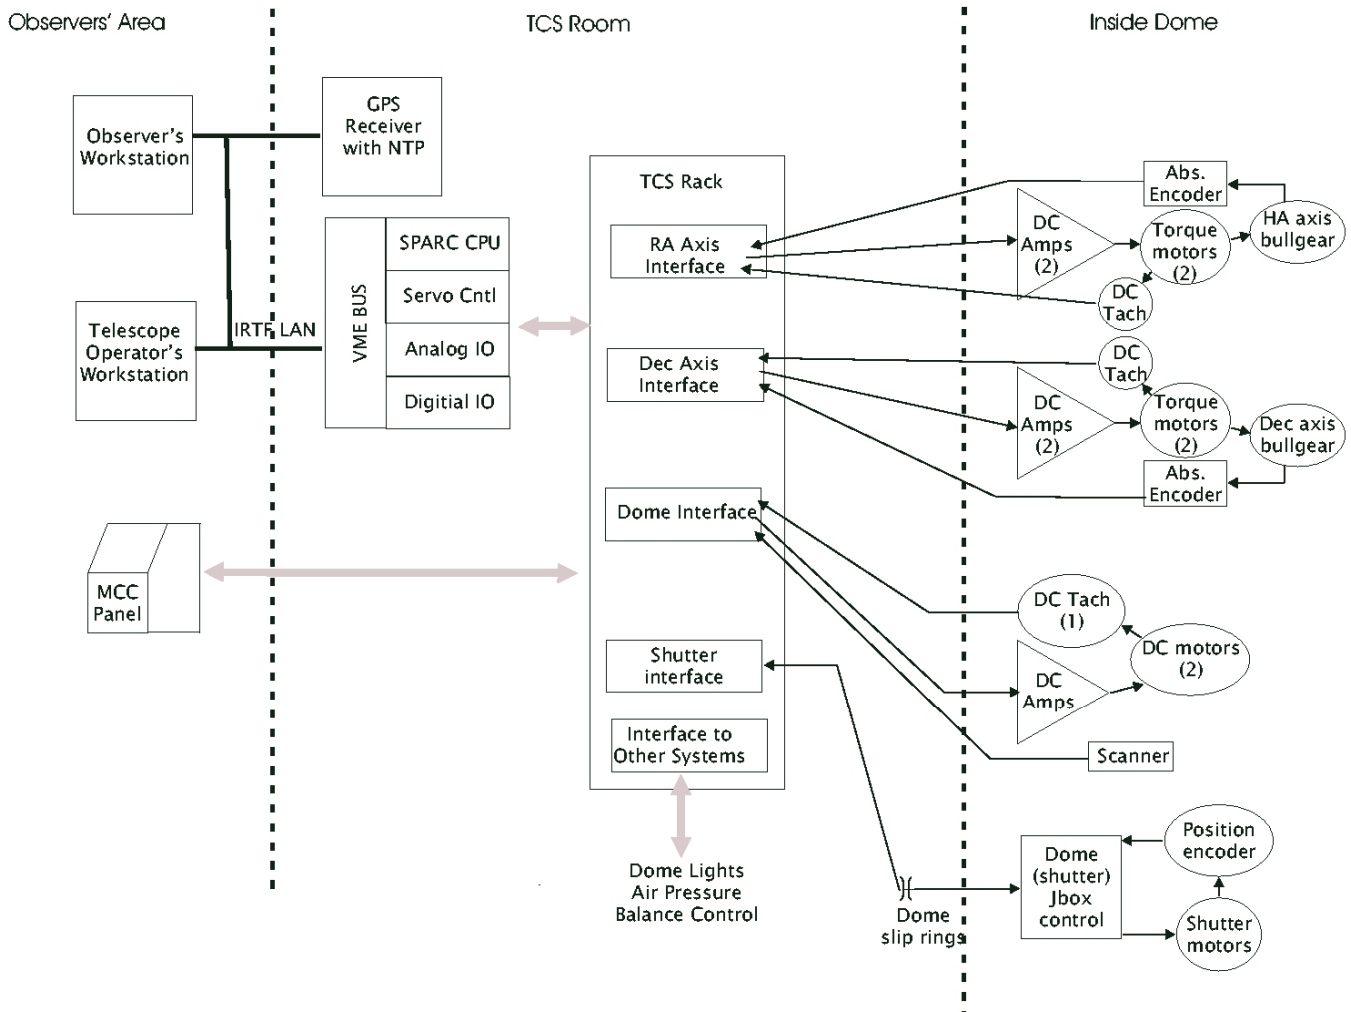 Observers' Area
TCS Room
Inside Dome
Observer's
Workstation
GPS
Receiver
with NTP
Telescope
Operator's
Workstation
IRTF LAN
VME BUS
SPARC CPU
Servo Cntl
Analog IO
Digitial IO
MCC
Panel
TCS Rack
RA Axis
Interface
Dec Axis
Interface
Dome Interface
Shutter
interface
Interface to
Other Systems
Dome Lights
Air Pressure
Balance Control
Abs.
Encoder
DC
Amps
(2)
Torque
motors
(2)
HA axis
bullgear
DC
Tach
DC
Tach
DC
Amps
(2)
Torque
motors
(2)
Dec axis
bullgear
Abs.
Encoder
DC Tach
(1)
DC motors
(2)
DC
Amps
Scanner
Dome
slip rings
Dome
(shutter)
Jbox
control
Position
encoder
Shutter
motors